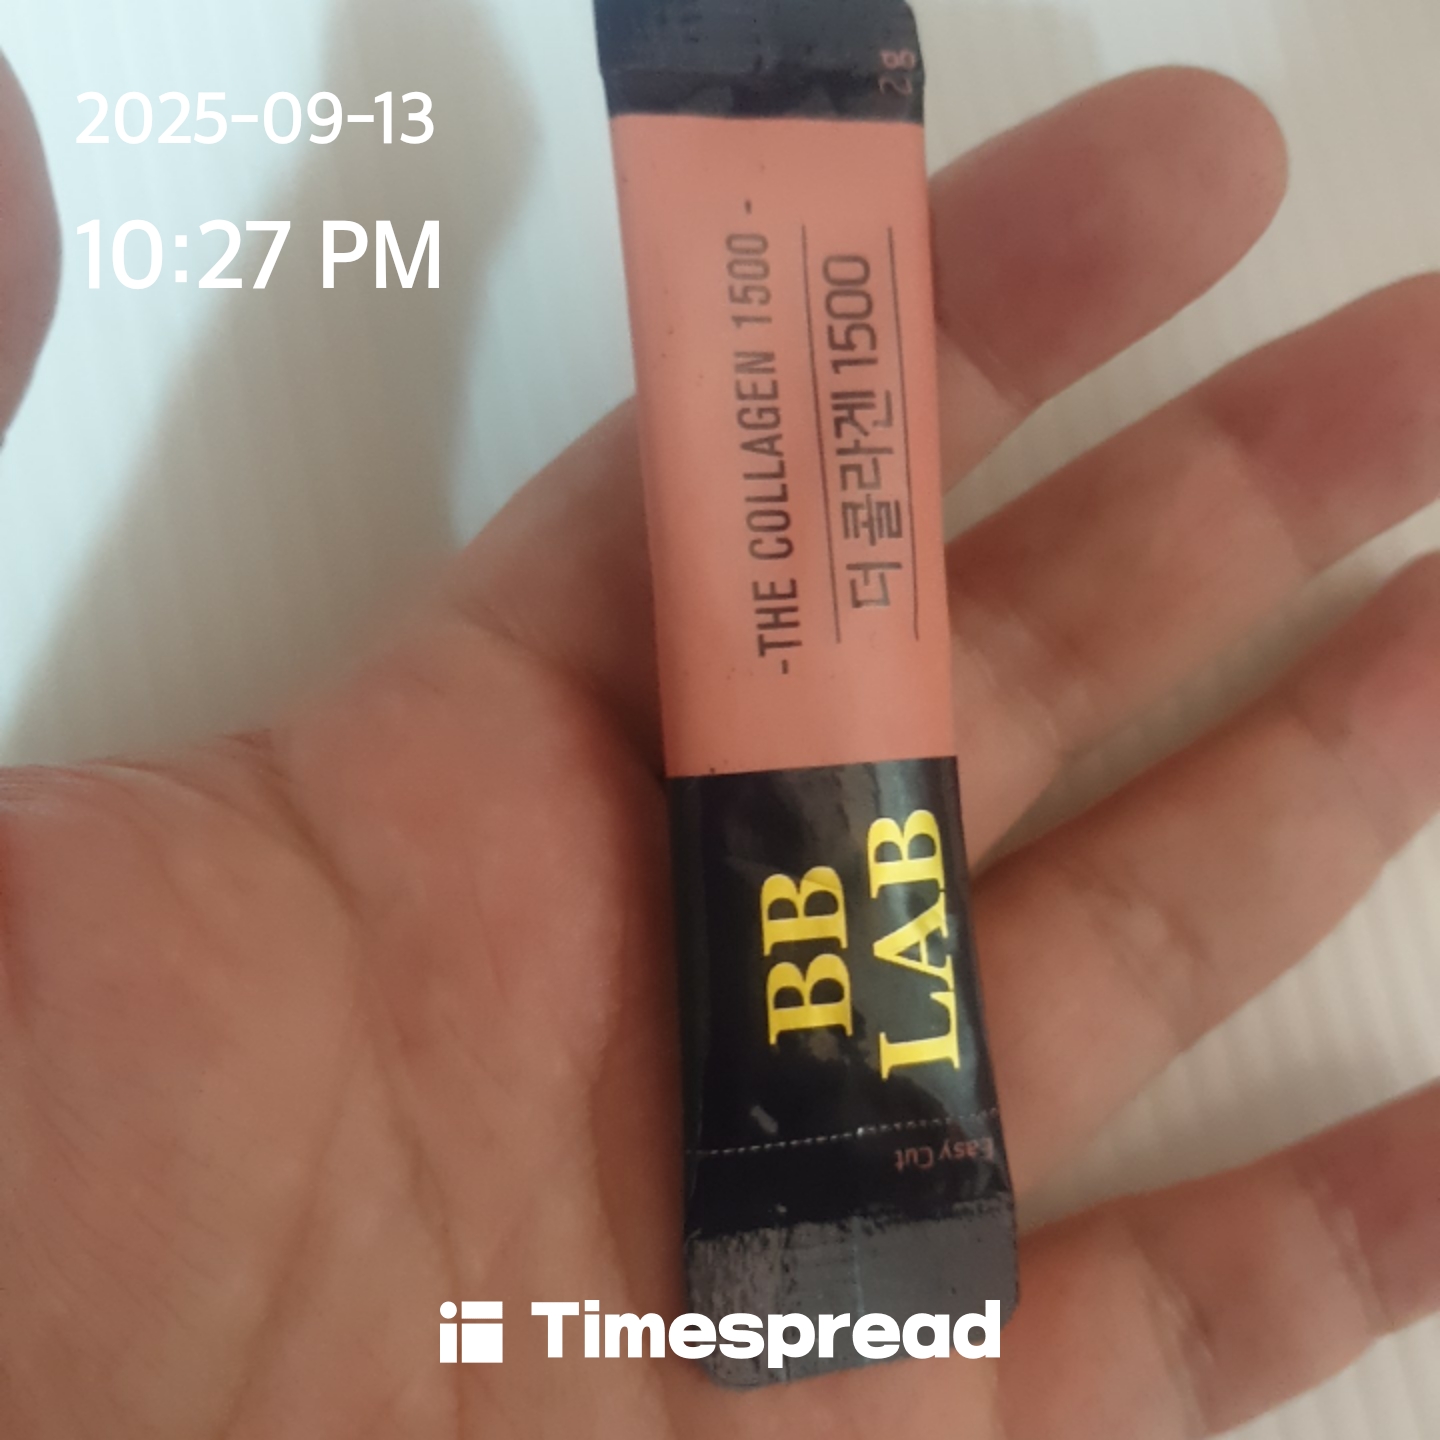 2025-09-13
10:27 PM
2g
-THE COLLAGEN 1500 -
더 콜라겐 1500
BB
LAB
Easy Cut
Timespread